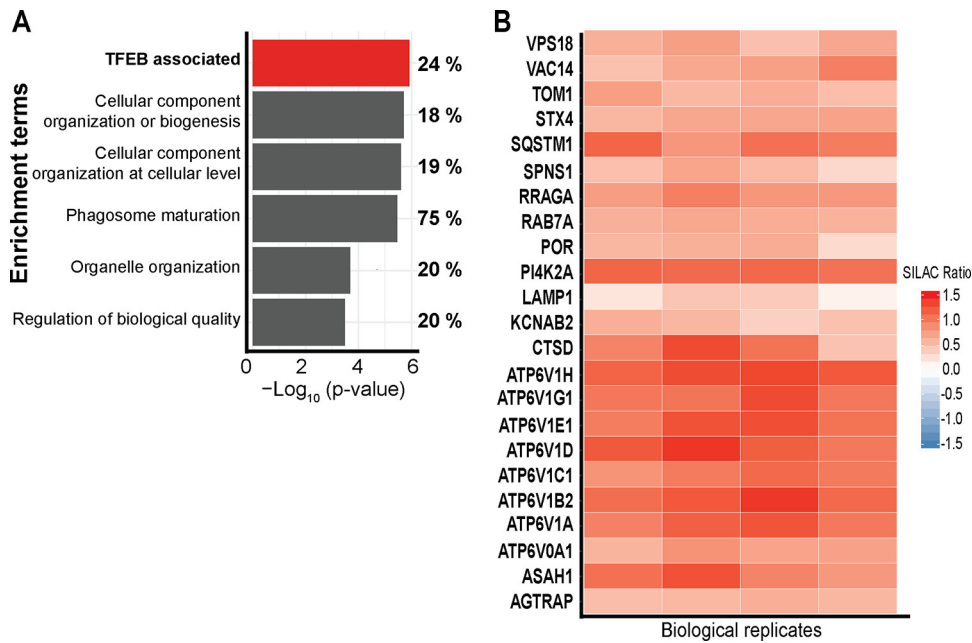 A
Enrichment terms
TFEB associated
24 %
Cellular component
organization or biogenesis
18 %
Cellular component
organization at cellular level
19 %
Phagosome maturation
75 %
Organelle organization
20 %
Regulation of biological quality
20 %
0 2 4 6
−Log10 (p-value)
B
VPS18
VAC14
TOM1
STX4
SQSTM1
SPNS1
RRAGA
RAB7A
POR
PI4K2A
LAMP1
KCNAB2
CTSD
ATP6V1H
ATP6V1G1
ATP6V1E1
ATP6V1D
ATP6V1C1
ATP6V1B2
ATP6V1A
ATP6V0A1
ASAH1
AGTRAP
Biological replicates
SILAC Ratio
1.5
1.0
0.5
0.0
-0.5
-1.0
-1.5